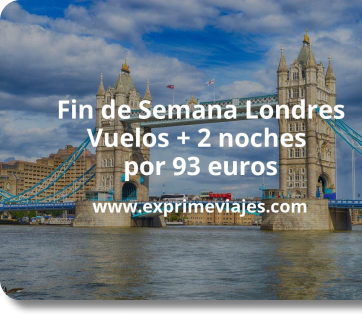 Fin de Semana Londres
Vuelos + 2 noches
por 93 euros
www.exprimeviajes.com